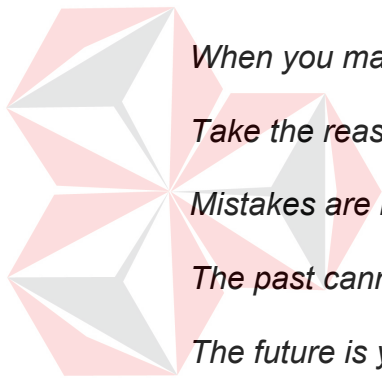 When you ma
Take the reas
Mistakes are
The past cann
The future is y